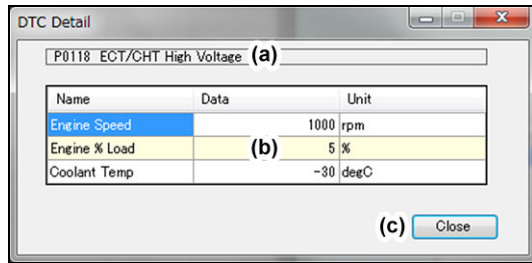 DTC Detail
P0118 ECT/CHT High Voltage (a)
Name Data Unit
Engine Speed 1000 rpm
Engine % Load (b) 5 %
Coolant Temp -30 degC
(c) Close